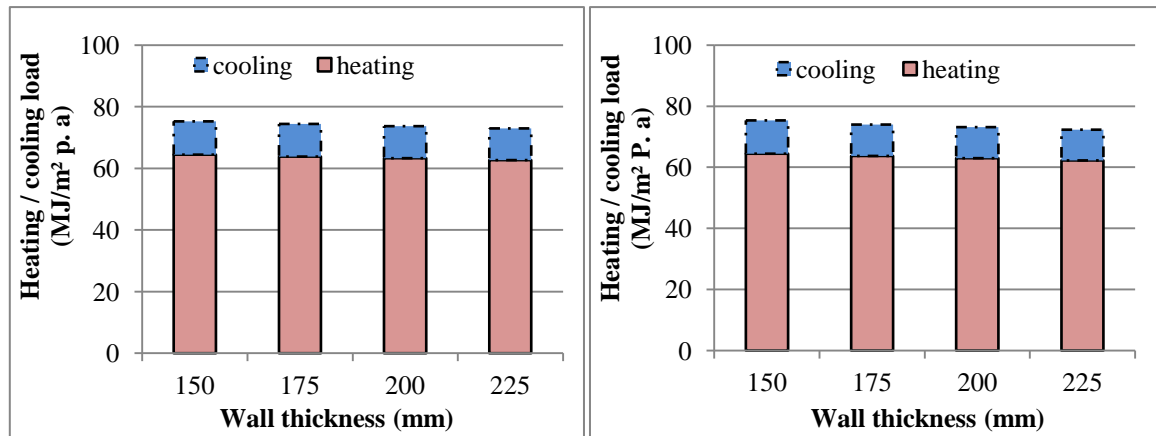 Heating / cooling load
(MJ/m² p. a)
100
80
60
40
20
0
cooling heating
150 175 200 225
Wall thickness (mm)
Heating / cooling load
(MJ/m² P. a)
100
80
60
40
20
0
cooling heating
150 175 200 225
Wall thickness (mm)